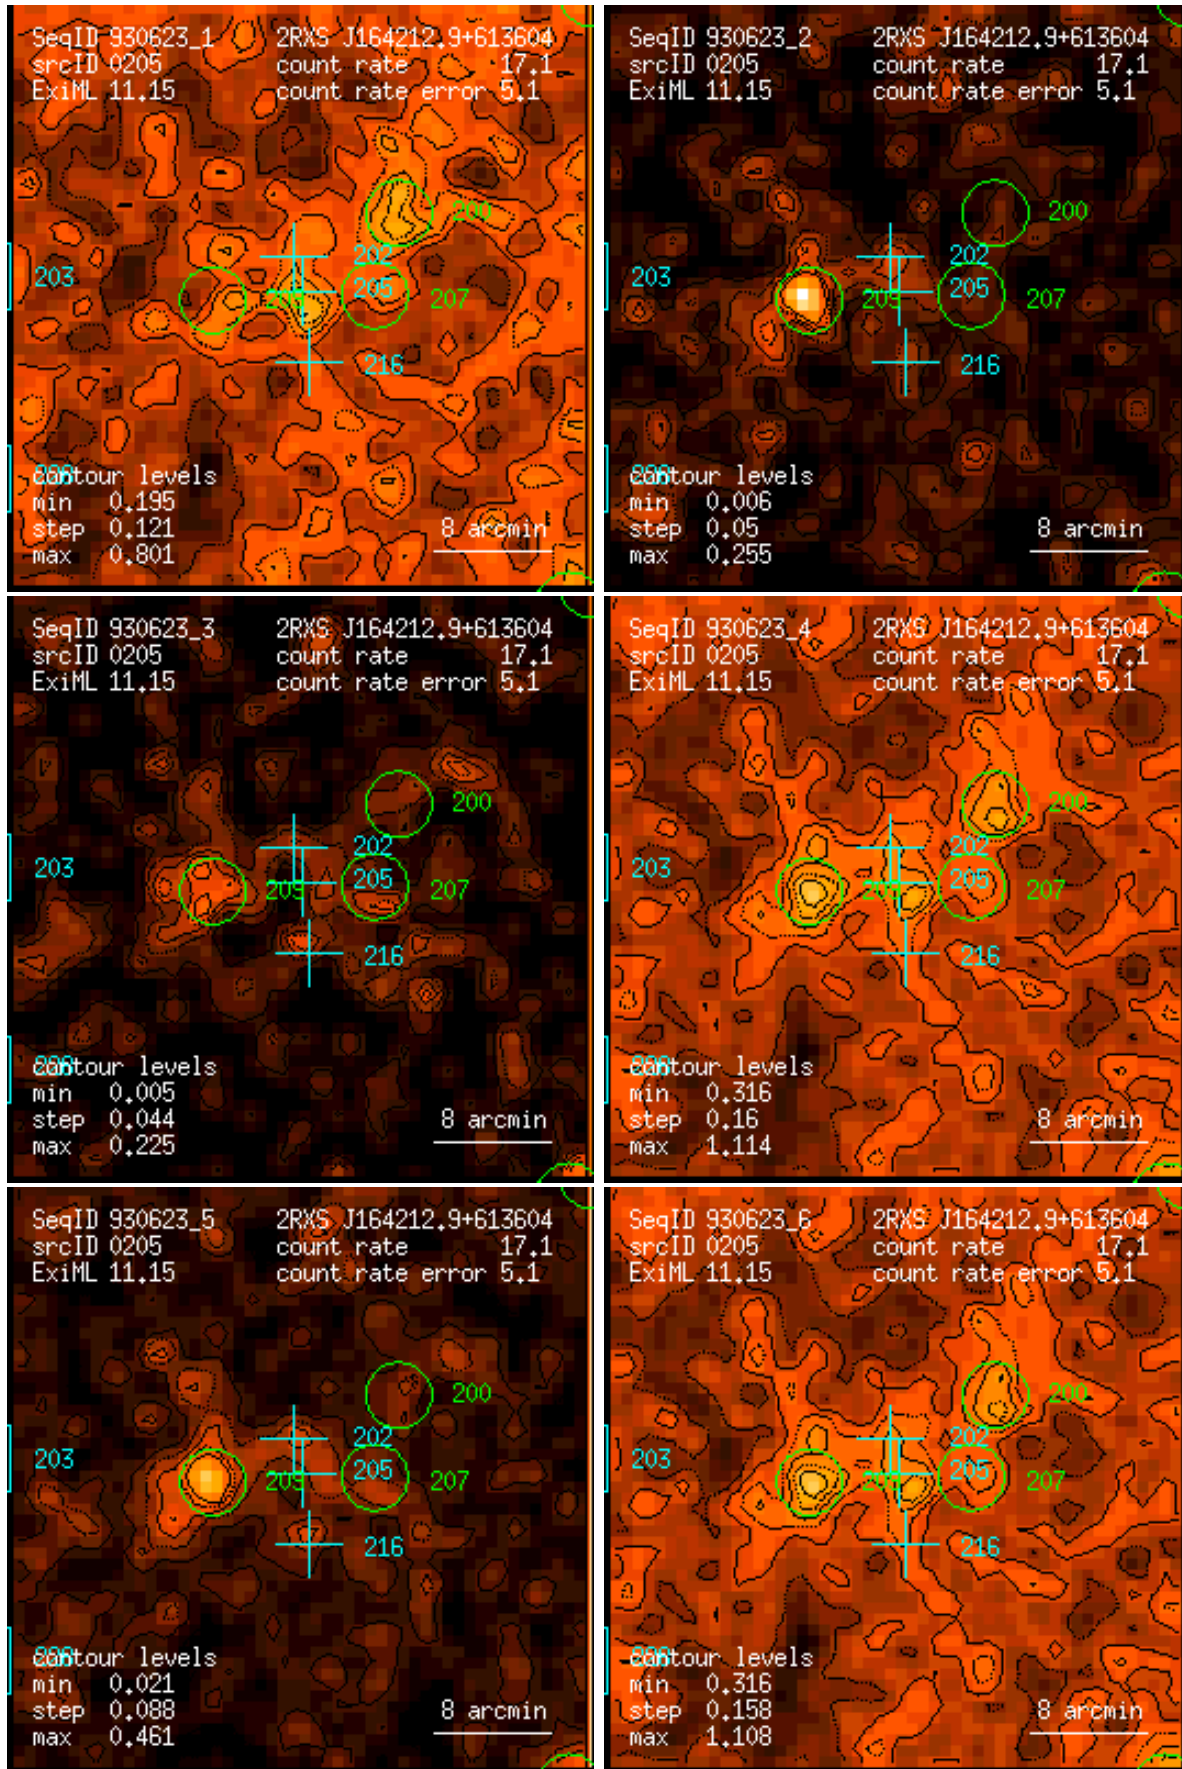 SeqID 930623_1 2RXS J164212.9+613604
srcID 0205 count rate 17.1
ExiML 11.15 count rate error 5.1
200
202
203 205 207
216
contour levels
min 0.195
step 0.121 8 arcmin
max 0.801
SeqID 930623_2 2RXS J164212.9+613604
srcID 0205 count rate 17.1
ExiML 11.15 count rate error 5.1
200
202
203 205 207
216
contour levels
min 0.006
step 0.05 8 arcmin
max 0.255
SeqID 930623_3 2RXS J164212.9+613604
srcID 0205 count rate 17.1
ExiML 11.15 count rate error 5.1
200
202
203 205 207
216
contour levels
min 0.005
step 0.044 8 arcmin
max 0.225
SeqID 930623_4 2RXS J164212.9+613604
srcID 0205 count rate 17.1
ExiML 11.15 count rate error 5.1
200
202
203 205 207
216
contour levels
min 0.316
step 0.16 8 arcmin
max 1.114
SeqID 930623_5 2RXS J164212.9+613604
srcID 0205 count rate 17.1
ExiML 11.15 count rate error 5.1
200
202
203 205 207
216
contour levels
min 0.021
step 0.088 8 arcmin
max 0.461
SeqID 930623_6 2RXS J164212.9+613604
srcID 0205 count rate 17.1
ExiML 11.15 count rate error 5.1
200
202
203 205 207
216
contour levels
min 0.316
step 0.158 8 arcmin
max 1.108